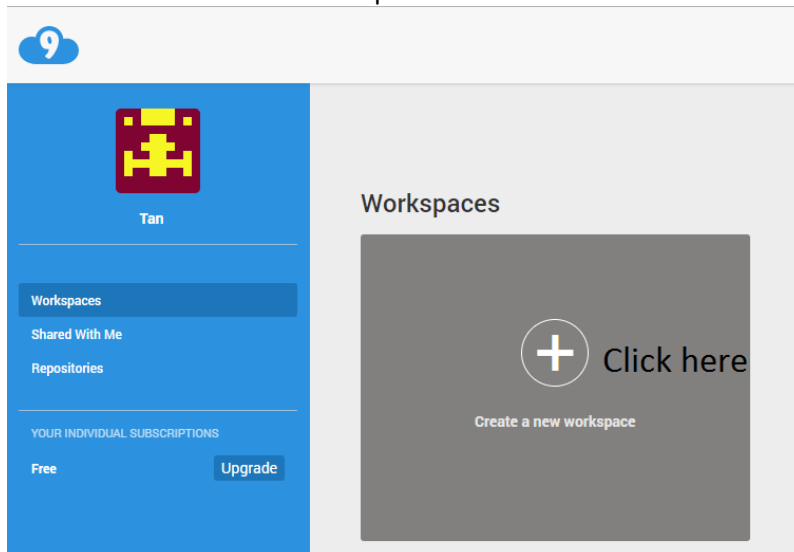 9
Tan
Workspaces
Shared With Me
Repositories
YOUR INDIVIDUAL SUBSCRIPTIONS
Free Upgrade
Workspaces
Click here
Create a new workspace